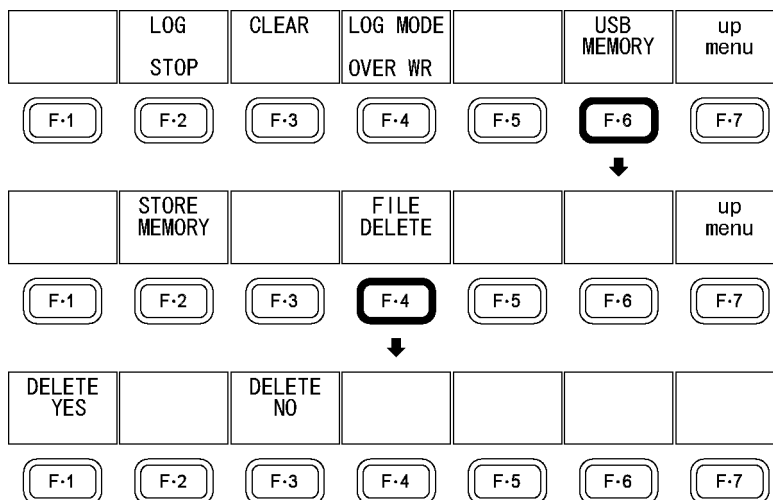 LOG CLEAR LOG MODE USB up
STOP OVER WR MEMORY menu
F·1 F·2 F·3 F·4 F·5 F·6 F·7
STORE FILE up
MEMORY DELETE menu
F·1 F·2 F·3 F·4 F·5 F·6 F·7
DELETE DELETE
YES NO
F·1 F·2 F·3 F·4 F·5 F·6 F·7